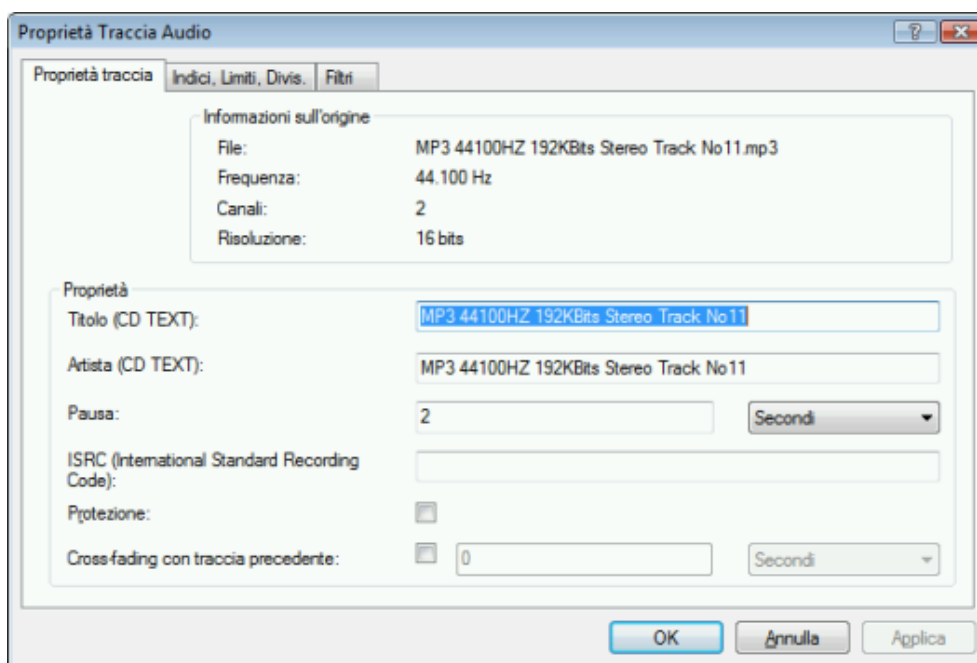 Proprietà Traccia Audio
Proprietà traccia Indici, Limiti, Divis. Filtri
Informazioni sull'origine
File: MP3 44100HZ 192KBits Stereo Track No11.mp3
Frequenza: 44.100 Hz
Canali: 2
Risoluzione: 16 bits
Proprietà
Titolo (CD TEXT): MP3 44100HZ 192KBits Stereo Track No11
Artista (CD TEXT): MP3 44100HZ 192KBits Stereo Track No11
Pausa: 2 Secondi
ISRC (International Standard Recording
Code):
Protezione:
Cross-fading con traccia precedente: 0 Secondi
OK Annulla Applica